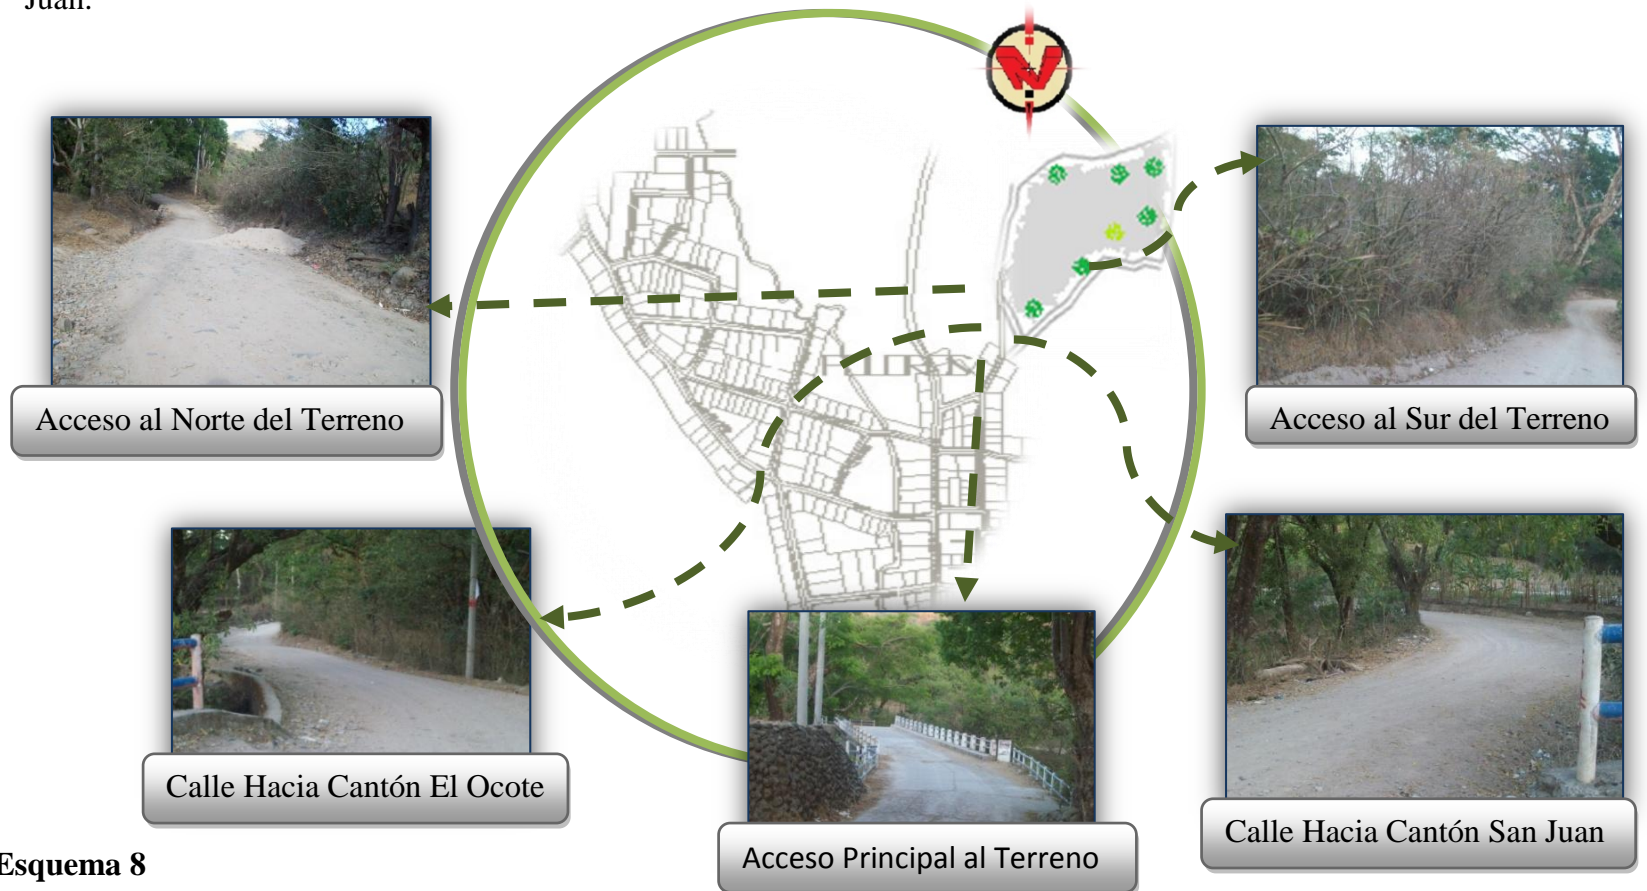 Juan.
N
Acceso al Norte del Terreno
Acceso al Sur del Terreno
Calle Hacia Cantón El Ocote
Acceso Principal al Terreno
Calle Hacia Cantón San Juan
Esquema 8